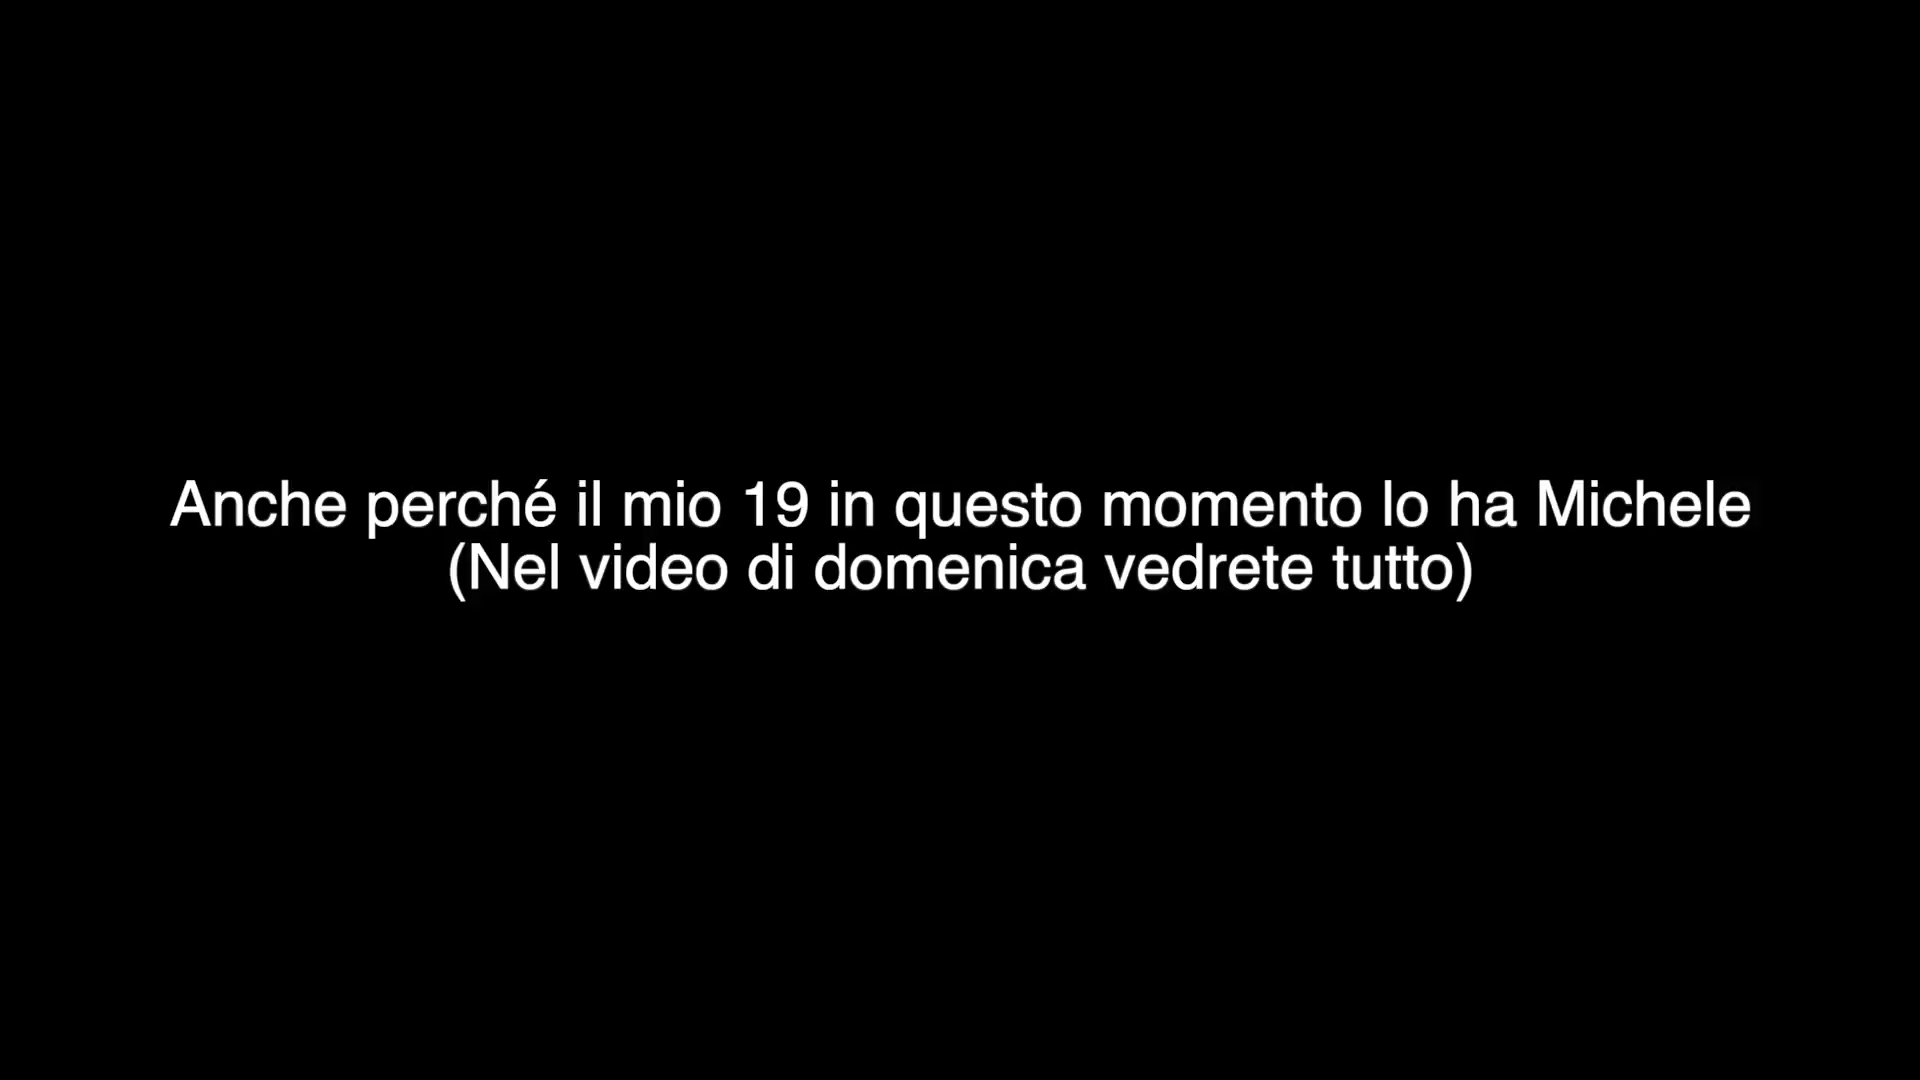 Anche perché il mio 19 in questo momento lo ha Michele
(Nel video di domenica vedrete tutto)